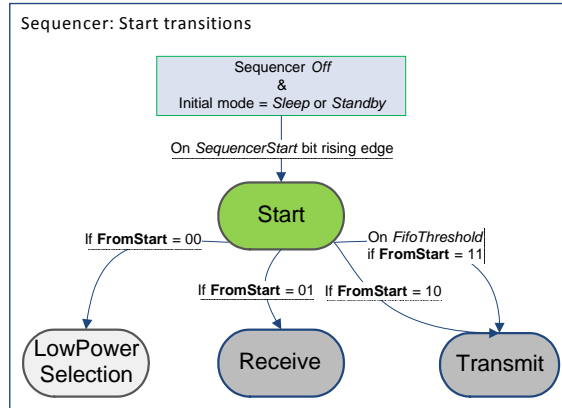 Sequencer: Start transitions
Sequencer Off
&
Initial mode = Sleep or Standby
On SequencerStart bit rising edge
Start
If FromStart = 00
On FifoThreshold
if FromStart = 11
If FromStart = 01
If FromStart = 10
LowPower
Selection
Receive
Transmit